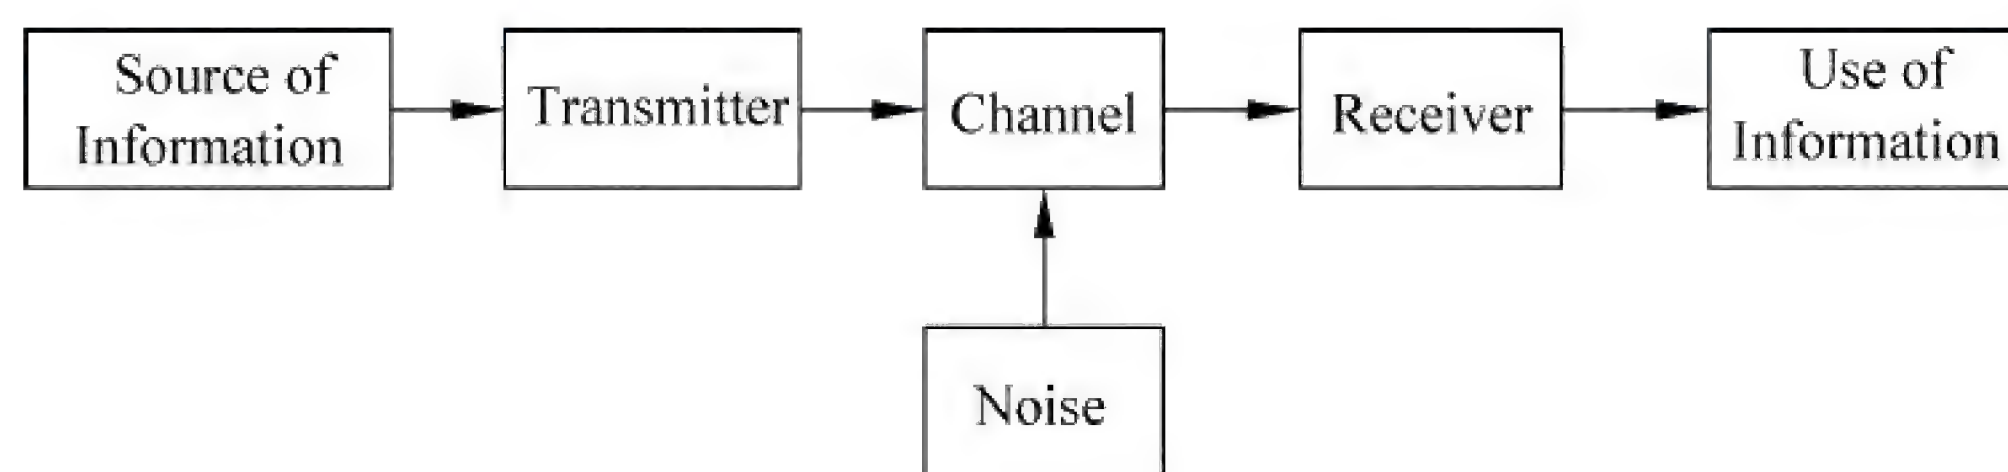 Source of
Information
Transmitter
Channel
Receiver
Use of
Information
Noise